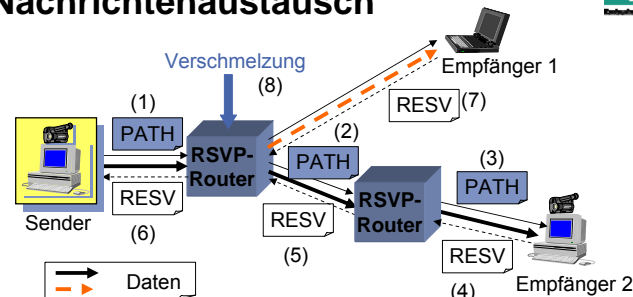 Nachrichtenaustausch
Verschmelzung
(8)
Empfänger 1
(1)
PATH
RESV
(7)
(2)
RSVP-
Router
PATH
(3)
PATH
RSVP-
Router
RESV
Sender
(6)
RESV
(5)
RESV
(4)
Empfänger 2
Daten